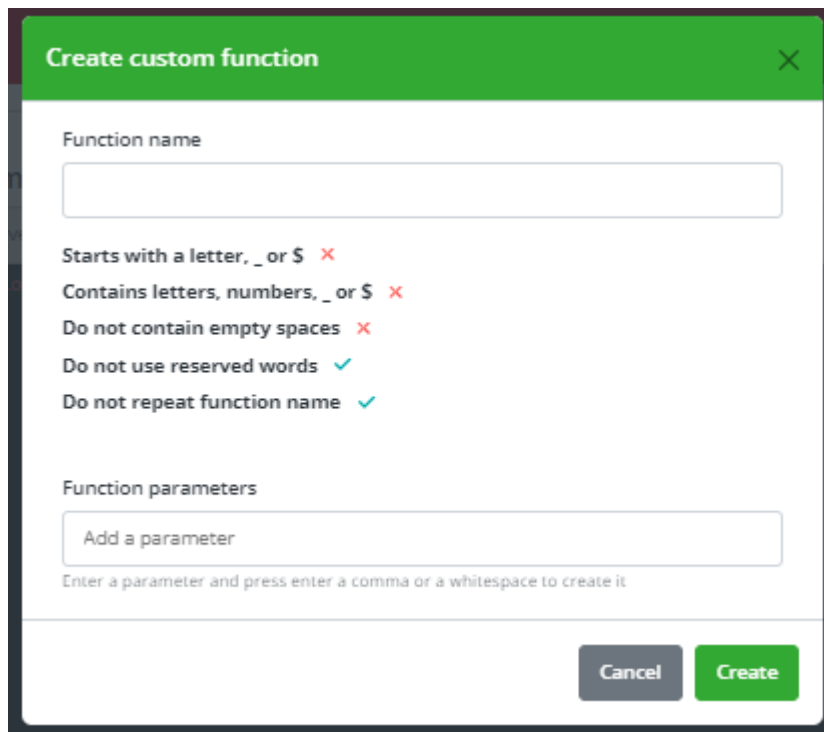 Create custom function
Function name
Starts with a letter, _ or $
Contains letters, numbers, _ or $
Do not contain empty spaces
Do not use reserved words
Do not repeat function name
Function parameters
Add a parameter
Enter a parameter and press enter a comma or a whitespace to create it
Cancel Create